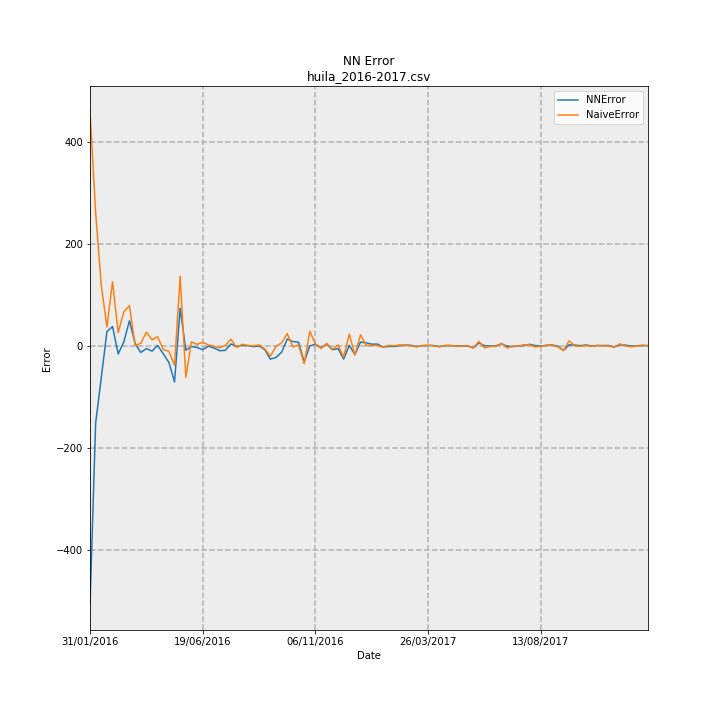 NN Error
huila_2016-2017.csv
NNError
NaiveError
400
200
0
−200
−400
Error
31/01/2016 19/06/2016 06/11/2016 26/03/2017 13/08/2017
Date